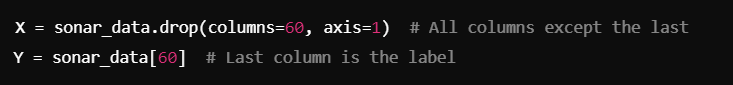 X = sonar_data.drop(columns=60, axis=1)  # All columns except the last
Y = sonar_data[60]  # Last column is the label